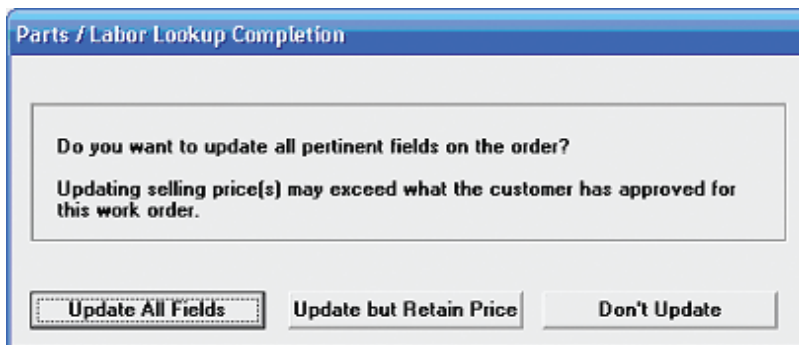 Parts / Labor Lookup Completion
Do you want to update all pertinent fields on the order?
Updating selling price(s) may exceed what the customer has approved for
this work order.
Update All Fields
Update but Retain Price
Don't Update